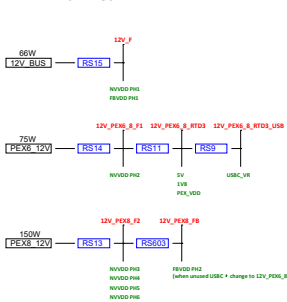 12V_F
66W
12V_BUS
RS15
NVVDD PH1
FBVDD PH1
75W
12V_PEX6_8_F1
12V_PEX6_8_RTD3
12V_PEX6_8_RTD3_USB
PEX6_12V
RS14
RS11
RS9
NVVDD PH2
5V
USBC_VR
1V8
PEX_VDD
12V_PEX8_F2
12V_PEX8_FB
150W
PEX8_12V
RS13
RS603
NVVDD PH3
FBVDD PH2
NVVDD PH4
(when unused USBC * change to 12V_PEX6_8
NVVDD PH5
NVVDD PH6